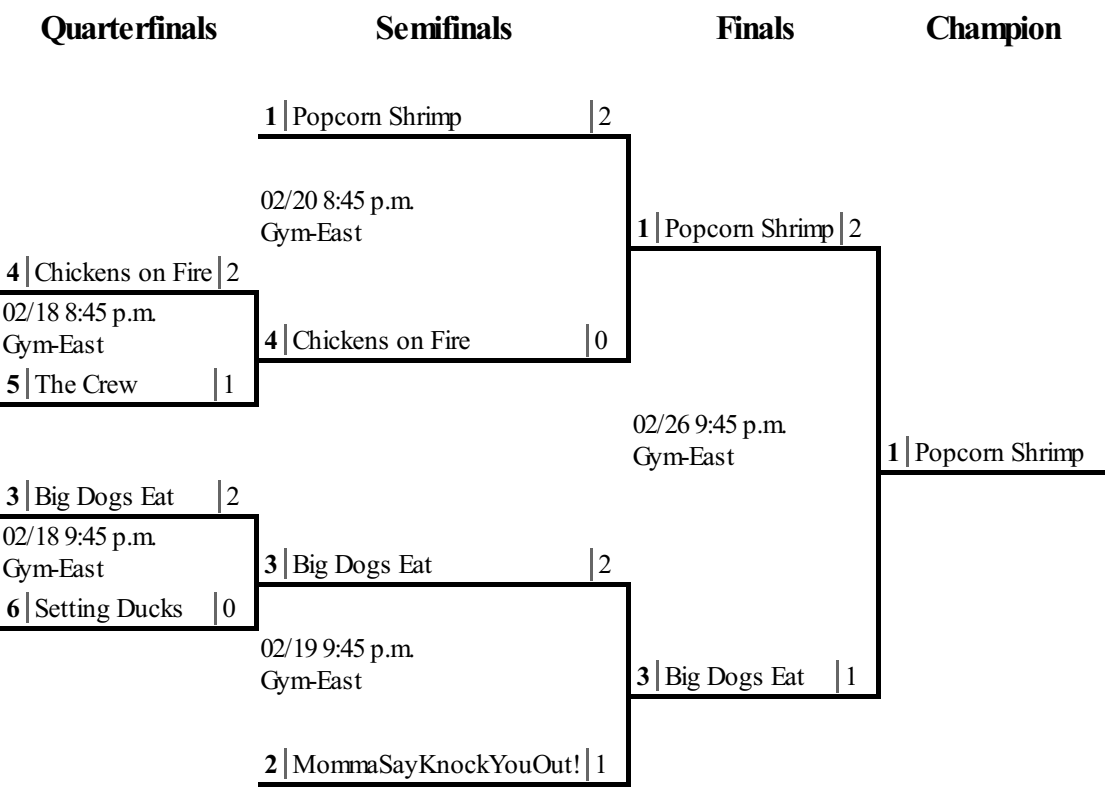 Quarterfinals Semifinals Finals Champion
1 Popcorn Shrimp 2
02/20 8:45 p.m.
Gym-East
1 Popcorn Shrimp 2
4 Chickens on Fire 2
02/18 8:45 p.m.
Gym-East
4 Chickens on Fire 0
5 The Crew 1
02/26 9:45 p.m.
Gym-East
1 Popcorn Shrimp
3 Big Dogs Eat 2
02/18 9:45 p.m.
Gym-East
3 Big Dogs Eat 2
6 Setting Ducks 0
02/19 9:45 p.m.
Gym-East
3 Big Dogs Eat 1
2 MommaSayKnockYouOut! 1